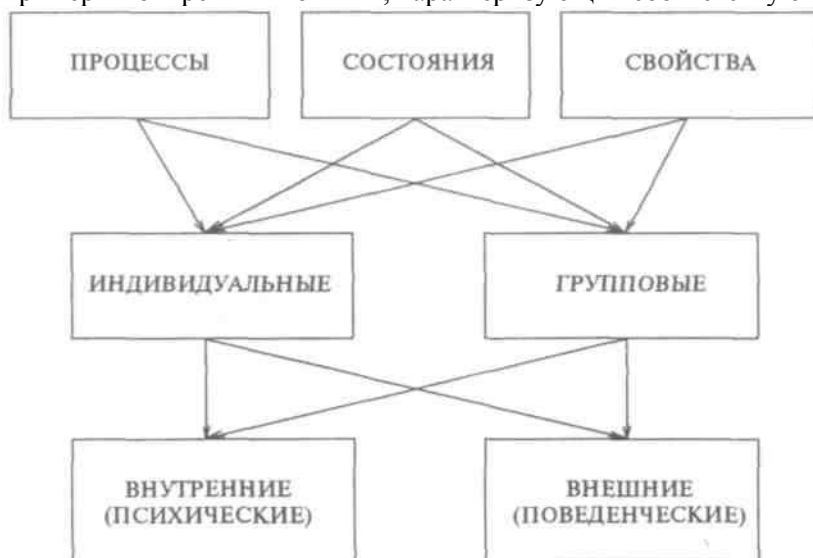 ПРОЦЕССЫ
СОСТОЯНИЯ
СВОЙСТВА
ИНДИВИДУАЛЬНЫЕ
ГРУППОВЫЕ
ВНУТРЕННИЕ
(ПСИХИЧЕСКИЕ)
ВНЕШНИЕ
(ПОВЕДЕНЧЕСКИЕ)